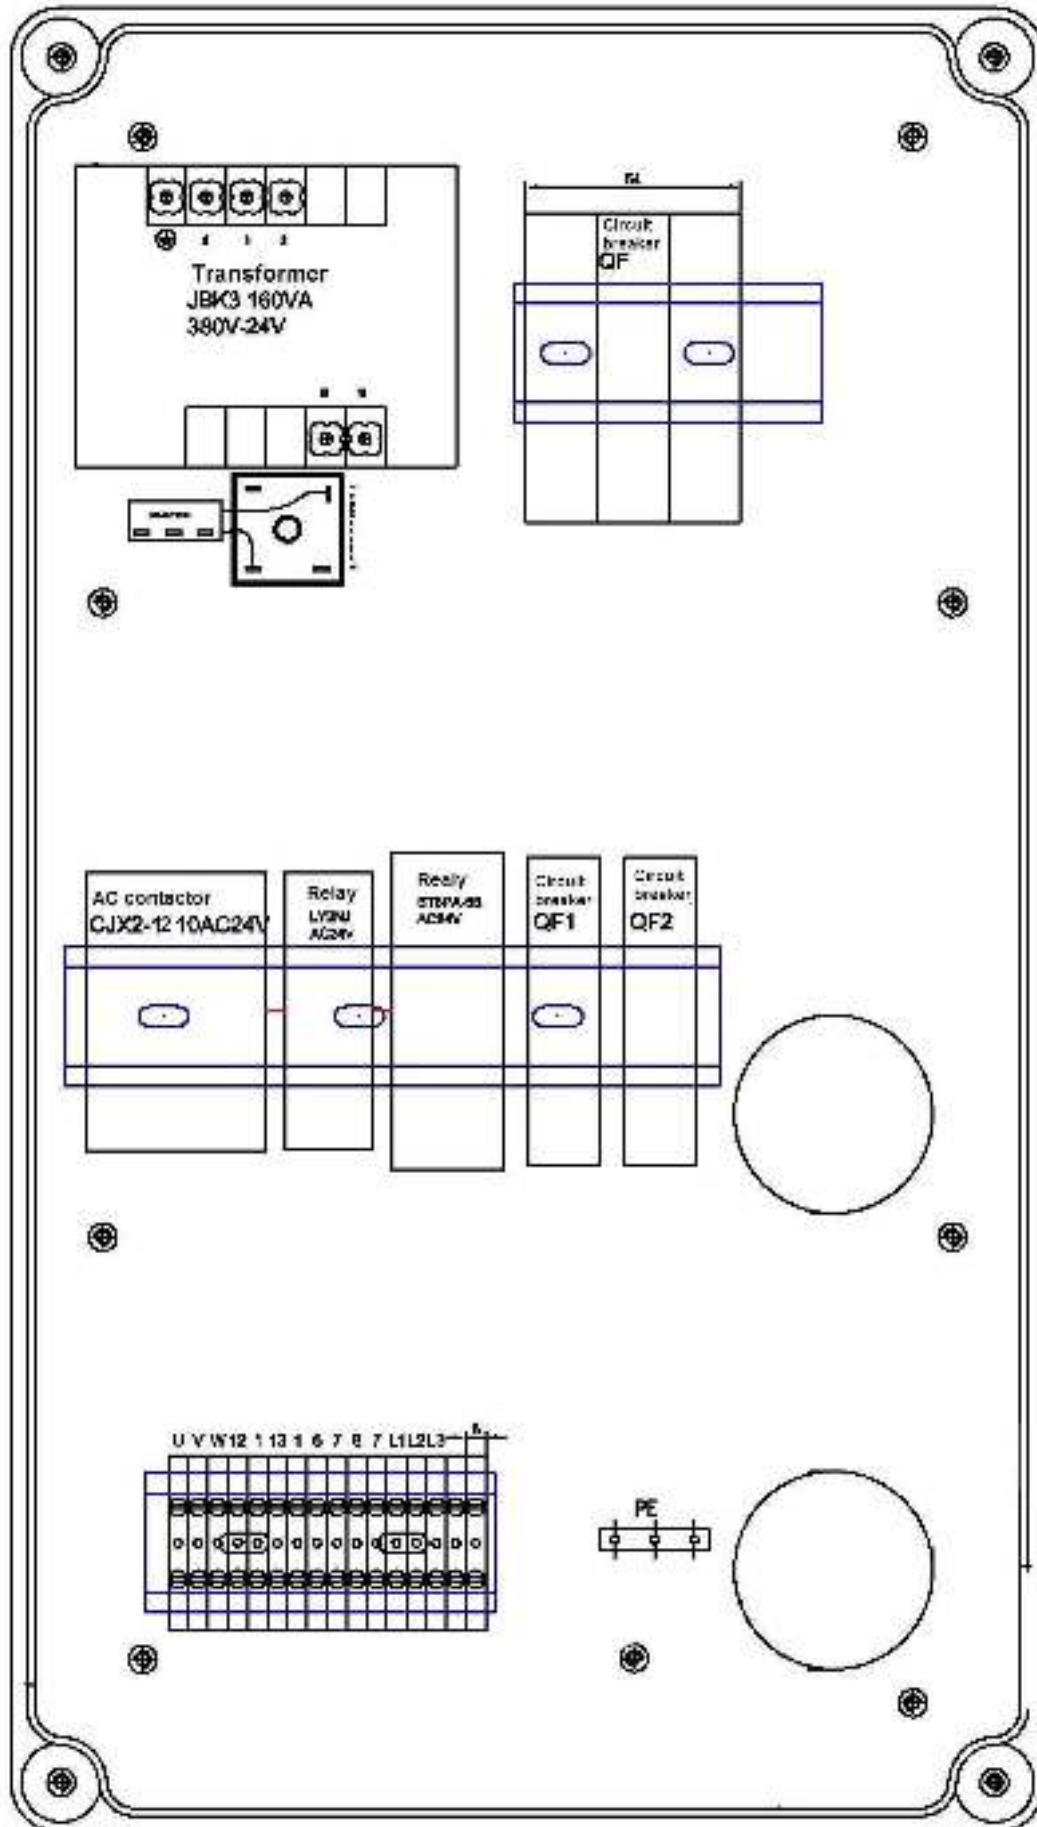 54
Circuit
breaker
QF
Transformer
JBK3 160VA
380V-24V
AC contactor
CJX2-1210AC24V
Relay
AC24V
Realy
Circuit
breaker
QF1
Circuit
breaker
QF2
U V W 12 1 13 1 6 7 8 7 L1 L2 L3
PE